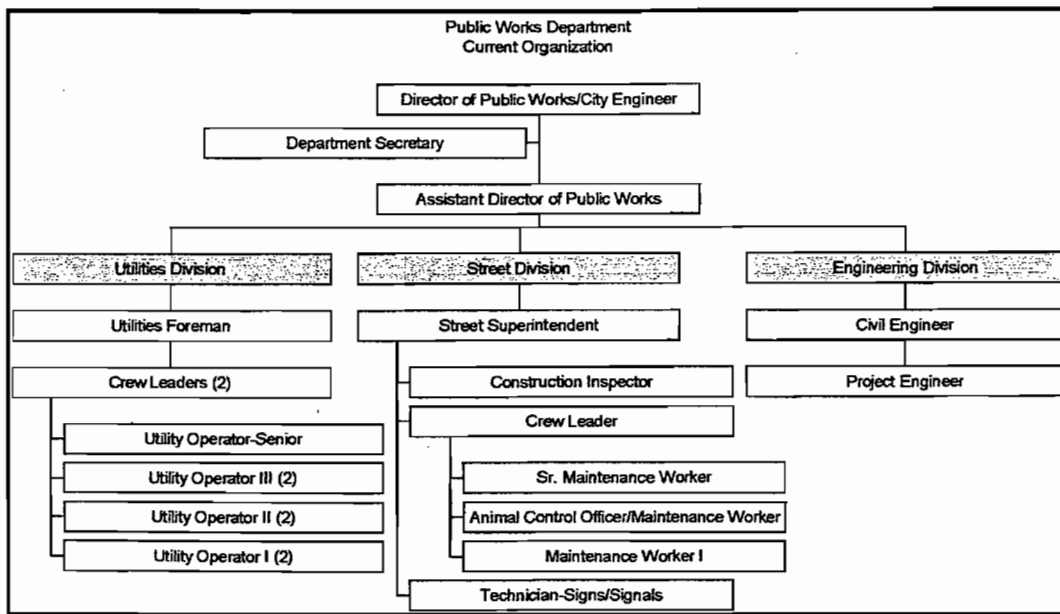 Public Works Department
Current Organization
Director of Public Works/City Engineer
Department Secretary
Assistant Director of Public Works
Utilities Division
Street Division
Engineering Division
Utilities Foreman
Street Superintendent
Civil Engineer
Crew Leaders (2)
Construction Inspector
Project Engineer
Crew Leader
Utility Operator-Senior
Utility Operator III (2)
Utility Operator II (2)
Utility Operator I (2)
Sr. Maintenance Worker
Animal Control Officer/Maintenance Worker
Maintenance Worker I
Technician-Signs/Signals